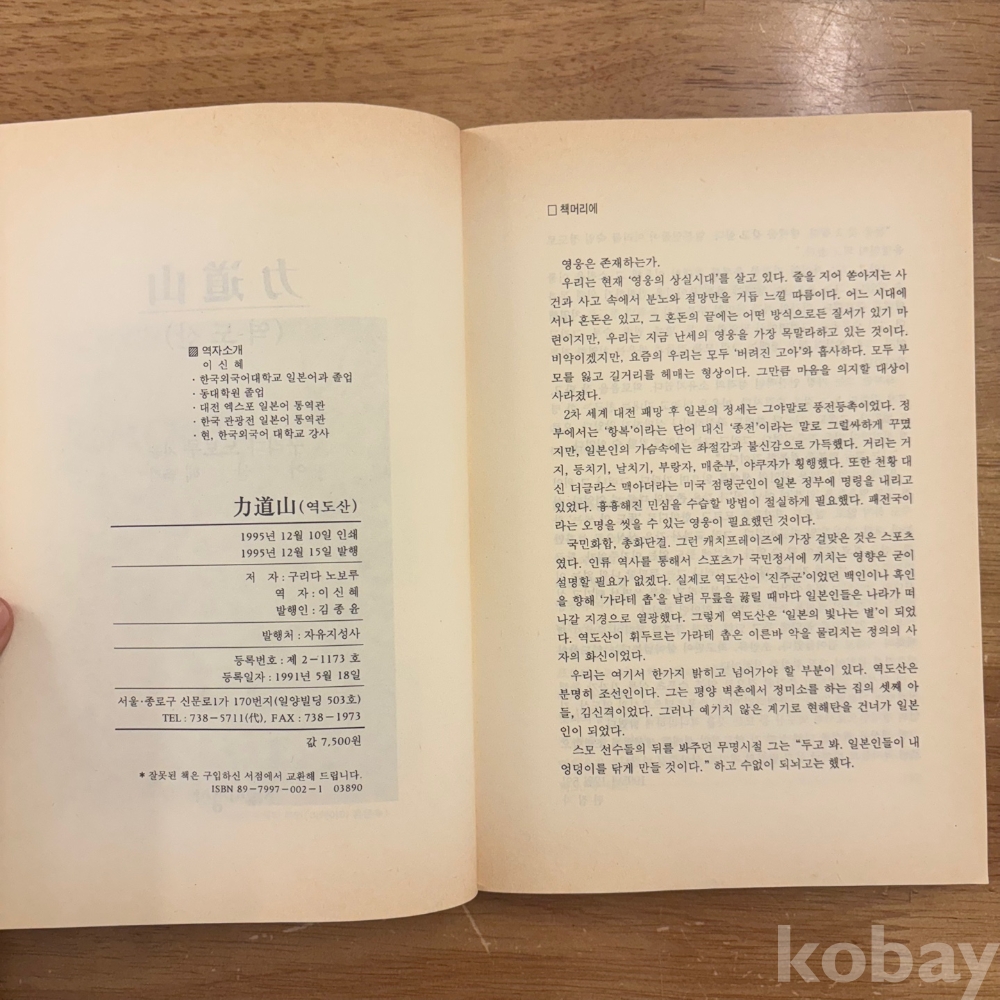 ▨ 역자소개
이 신 혜
· 한국외국어대학교 일본어과 졸업
· 동대학원 졸업
· 대전 엑스포 일본어 통역관
· 한국 관광전 일본어 통역관
· 현, 한국외국어 대학교 강사
力道山(역도산)
1995년 12월 10일 인쇄
1995년 12월 15일 발행
저 자 : 구리다 노보루
역 자 : 이 신 혜
발행인 : 김 종 윤
발행처 : 자유지성사
등록번호 : 제 2-1173 호
등록일자 : 1991년 5월 18일
서울·종로구 신문로1가 170번지(일양빌딩 503호)
TEL : 738-5711(代), FAX : 738-1973
값 7,500원
* 잘못된 책은 구입하신 서점에서 교환해 드립니다.
ISBN 89-7997-002-1 03890
□ 책머리에
영웅은 존재하는가.
우리는 현재 '영웅의 상실시대'를 살고 있다. 줄을 지어 쏟아지는 사
건과 사고 속에서 분노와 절망만을 거듭 느낄 따름이다. 어느 시대에
서나 혼돈은 있고, 그 혼돈의 끝에는 어떤 방식으로든 질서가 있기 마
련이지만, 우리는 지금 난세의 영웅을 가장 목말라하고 있는 것이다.
비약이겠지만, 요즘의 우리는 모두 '버려진 고아'와 흡사하다. 모두 부
모를 잃고 길거리를 헤매는 형상이다. 그만큼 마음을 의지할 대상이
사라졌다.
2차 세계 대전 패망 후 일본의 정세는 그야말로 풍전등촉이었다. 정
부에서는 '항복'이라는 단어 대신 '종전'이라는 말로 그럴싸하게 꾸몄
지만, 일본인의 가슴속에는 좌절감과 불신감으로 가득했다. 거리는 거
지, 등치기, 날치기, 부랑자, 매춘부, 야쿠자가 횡행했다. 또한 천황 대
신 더글라스 맥아더라는 미국 점령군인이 일본 정부에 명령을 내리고
있었다. 흉흉해진 민심을 수습할 방법이 절실하게 필요했다. 패전국이
라는 오명을 씻을 수 있는 영웅이 필요했던 것이다.
국민화합, 총화단결. 그런 캐치프레이즈에 가장 걸맞은 것은 스포츠
였다. 인류 역사를 통해서 스포츠가 국민정서에 끼치는 영향은 굳이
설명할 필요가 없겠다. 실제로 역도산이 '진주군'이었던 백인이나 흑인
을 향해 '가라테 촙'을 날려 무릎을 꿇릴 때마다 일본인들은 나라가 떠
나갈 지경으로 열광했다. 그렇게 역도산은 '일본의 빛나는 별'이 되었
다. 역도산이 휘두르는 가라테 촙은 이른바 악을 물리치는 정의의 사
자의 화신이었다.
우리는 여기서 한가지 밝히고 넘어가야 할 부분이 있다. 역도산은
분명히 조선인이다. 그는 평양 벽촌에서 정미소를 하는 집의 셋째 아
들, 김신격이었다. 그러나 예기치 않은 계기로 현해탄을 건너가 일본
인이 되었다.
스모 선수들의 뒤를 봐주던 무명시절 그는 "두고 봐. 일본인들이 내
엉덩이를 닦게 만들 것이다." 하고 수없이 되뇌고는 했다.
kobay